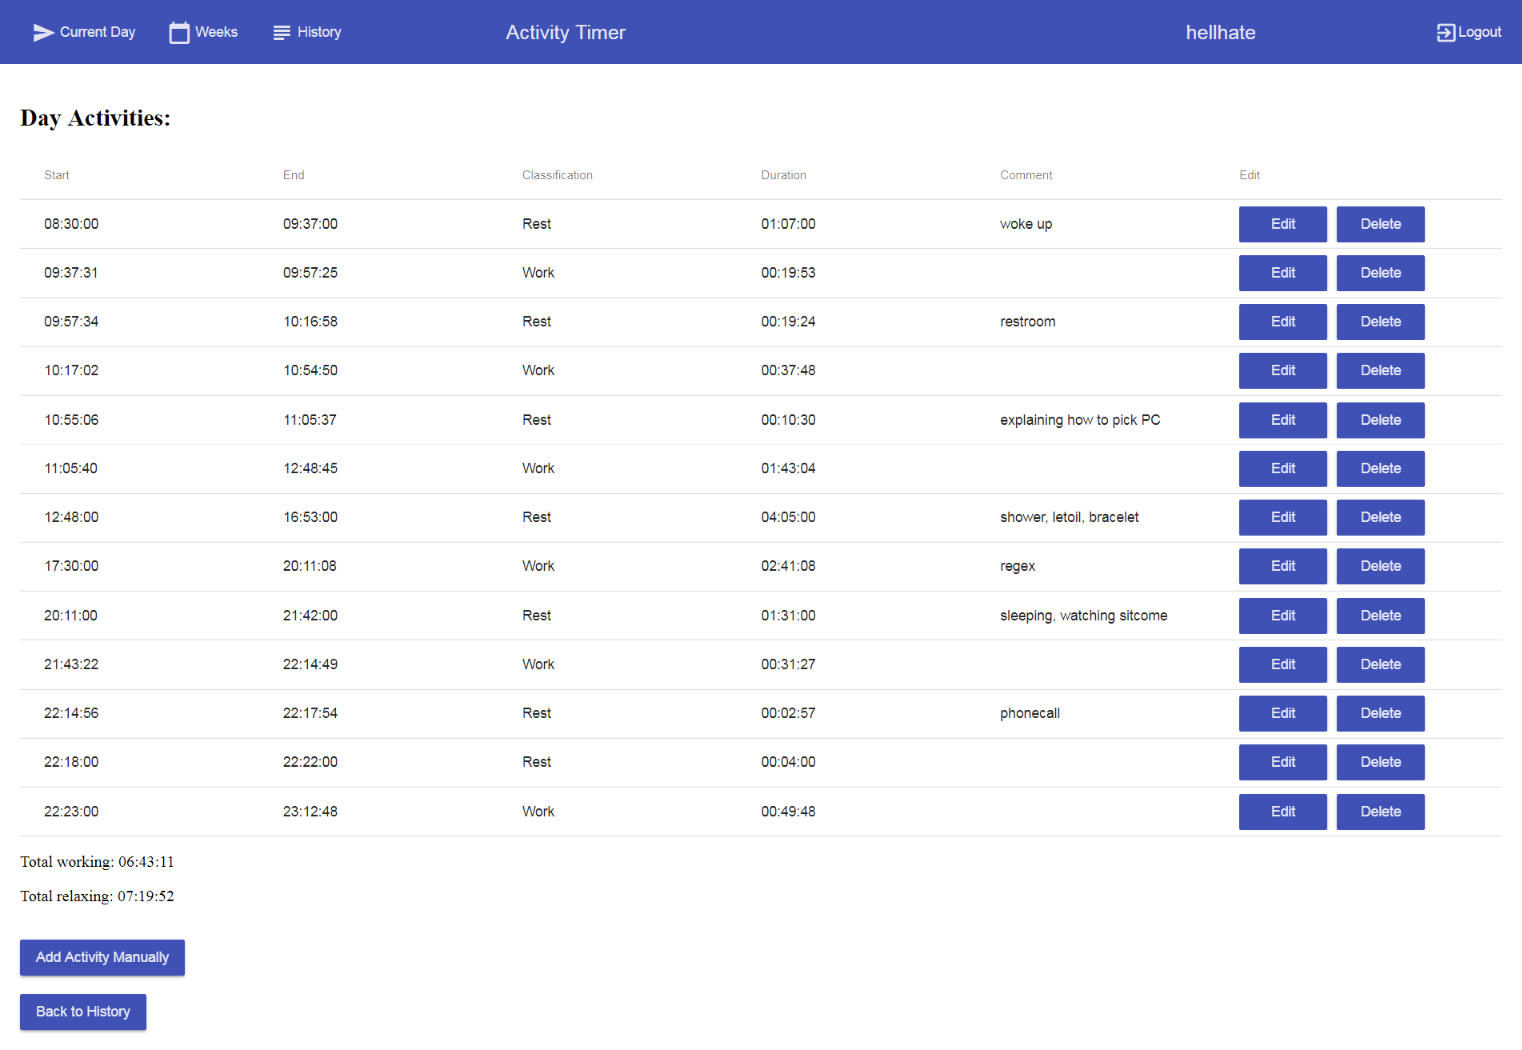 Current Day Weeks History Activity Timer hellhate Logout
Day Activities:
Start End Classification Duration Comment Edit
08:30:00 09:37:00 Rest 01:07:00 woke up Edit Delete
09:37:31 09:57:25 Work 00:19:53 Edit Delete
09:57:34 10:16:58 Rest 00:19:24 restroom Edit Delete
10:17:02 10:54:50 Work 00:37:48 Edit Delete
10:55:06 11:05:37 Rest 00:10:30 explaining how to pick PC Edit Delete
11:05:40 12:48:45 Work 01:43:04 Edit Delete
12:48:00 16:53:00 Rest 04:05:00 shower, letoil, bracelet Edit Delete
17:30:00 20:11:08 Work 02:41:08 regex Edit Delete
20:11:00 21:42:00 Rest 01:31:00 sleeping, watching sitcome Edit Delete
21:43:22 22:14:49 Work 00:31:27 Edit Delete
22:14:56 22:17:54 Rest 00:02:57 phonecall Edit Delete
22:18:00 22:22:00 Rest 00:04:00 Edit Delete
22:23:00 23:12:48 Work 00:49:48 Edit Delete
Total working: 06:43:11
Total relaxing: 07:19:52
Add Activity Manually
Back to History